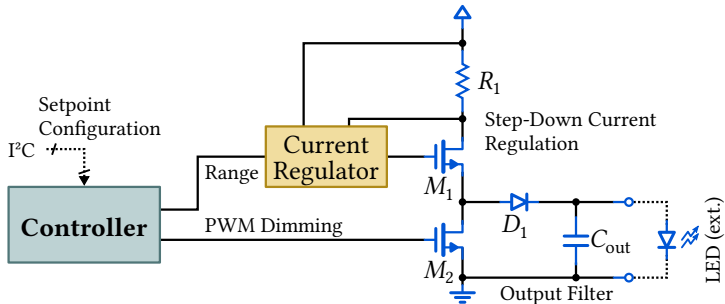 R₁
Setpoint
Configuration
I²C
Step-Down Current
Regulation
Current
Regulator
Range
M₁
Controller
PWM Dimming
D₁
C_out
LED (ext.)
M₂
Output Filter